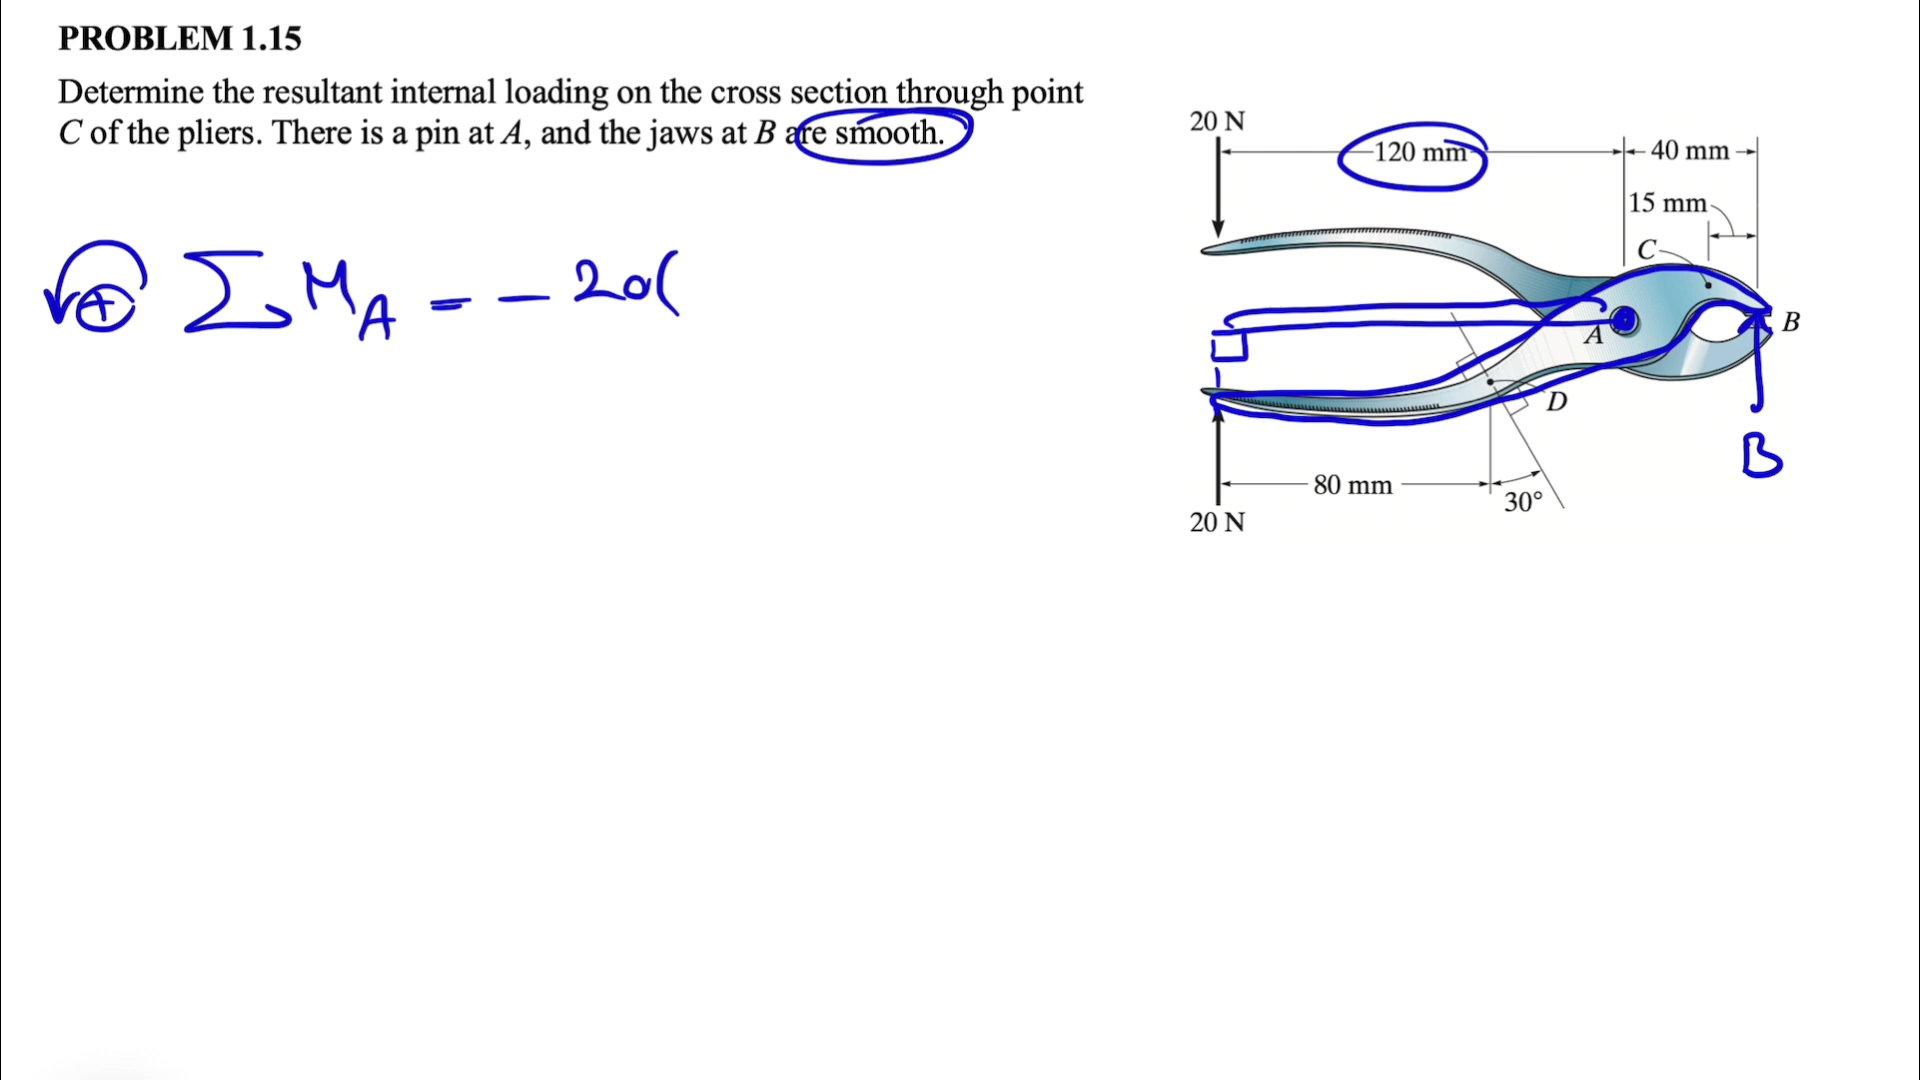 PROBLEM 1.15
Determine the resultant internal loading on the cross section through point
C of the pliers. There is a pin at A, and the jaws at B are smooth.
+ ΣM_A = - 20(
20 N
120 mm
40 mm
15 mm
C
A
B
D
B
80 mm
30°
20 N